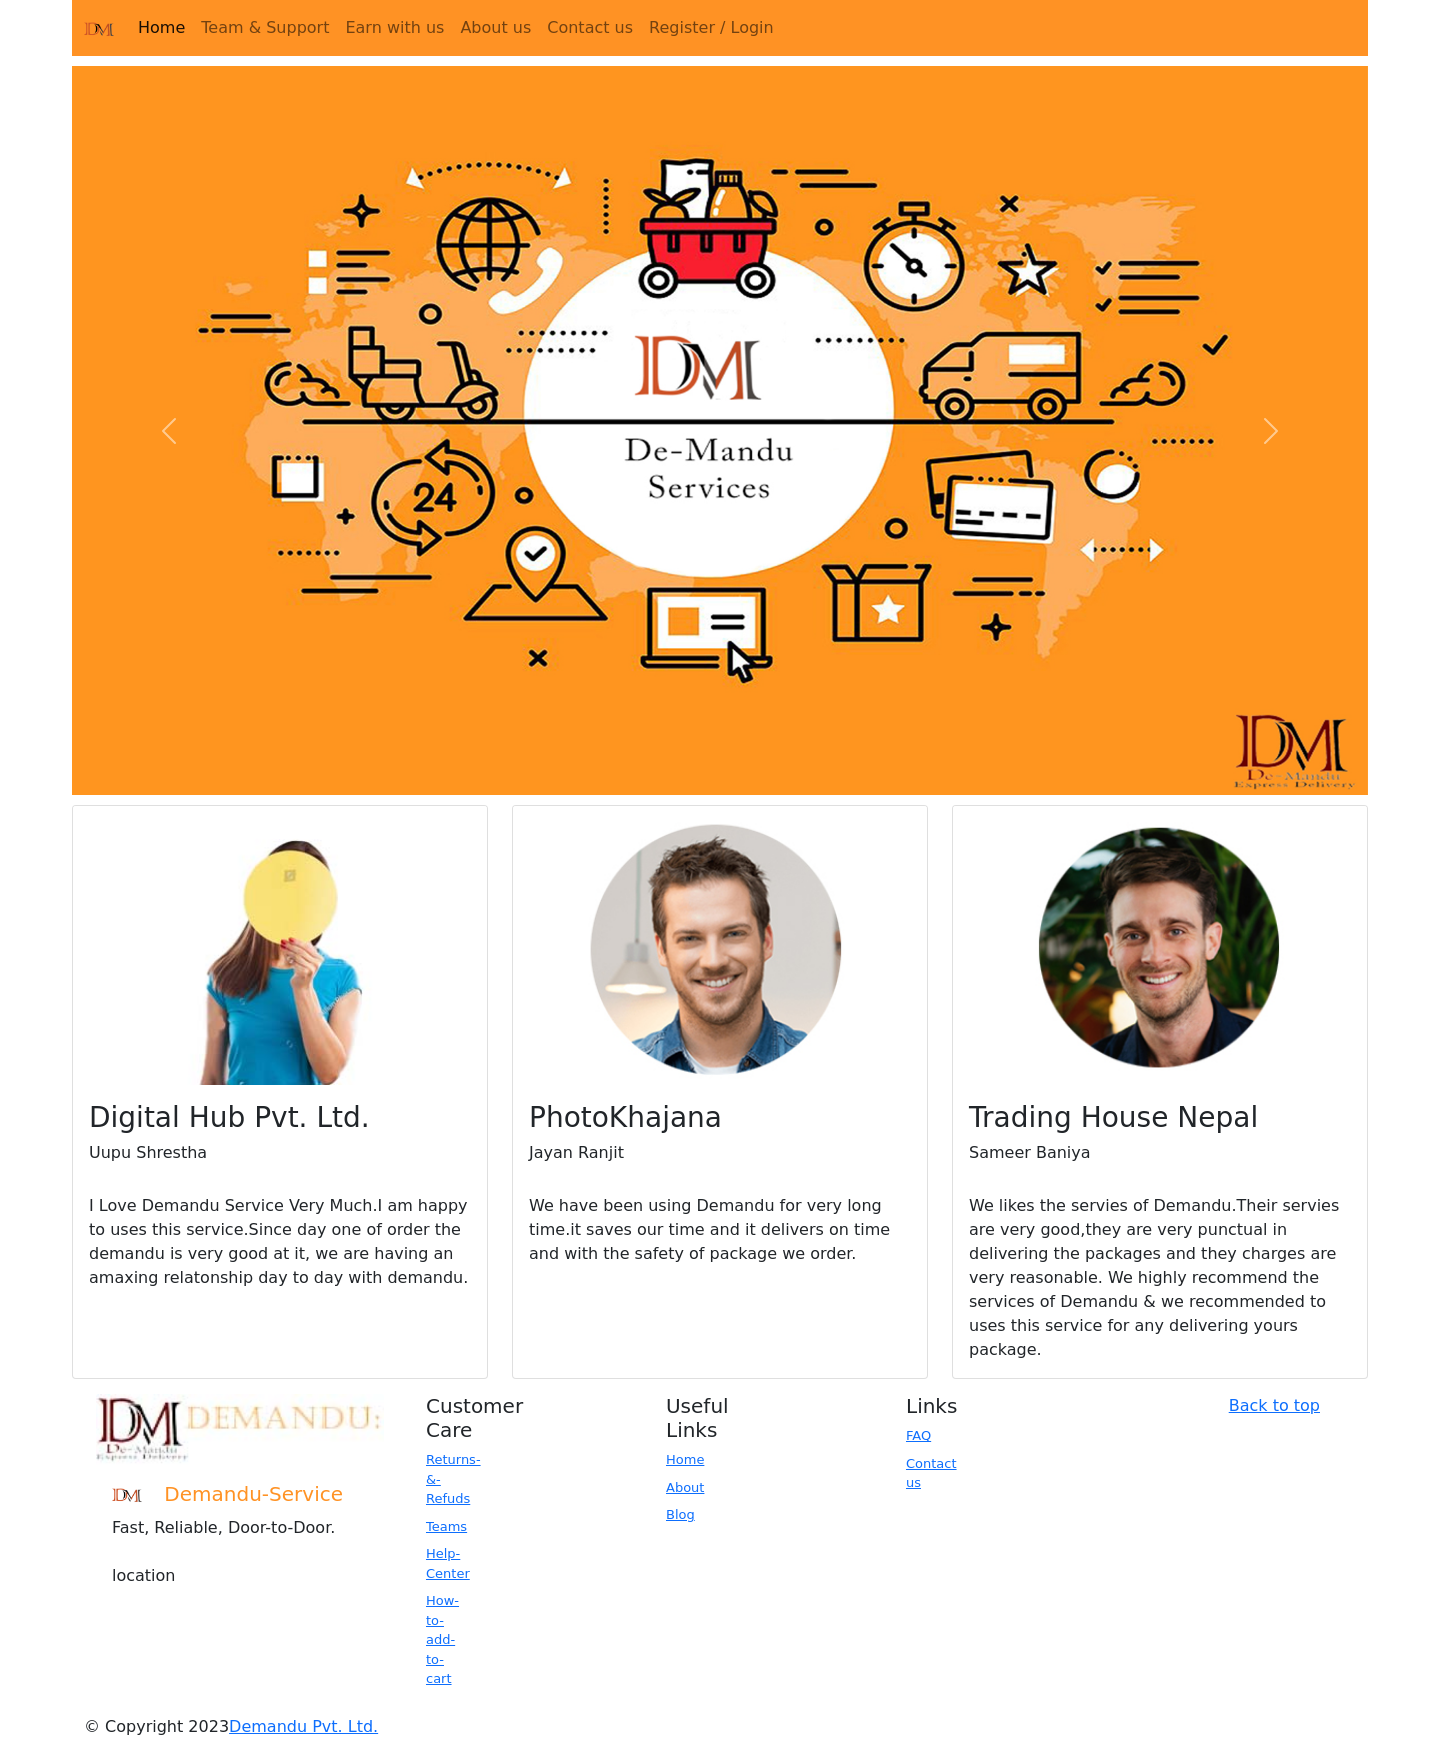 DM Home Team & Support Earn with us About us Contact us Register / Login
DM
De-Mandu
Services
24
DM
De-Mandu
Express Delivery
Digital Hub Pvt. Ltd.
Uupu Shrestha
I Love Demandu Service Very Much.I am happy
to uses this service.Since day one of order the
demandu is very good at it, we are having an
amaxing relatonship day to day with demandu.
PhotoKhajana
Jayan Ranjit
We have been using Demandu for very long
time.it saves our time and it delivers on time
and with the safety of package we order.
Trading House Nepal
Sameer Baniya
We likes the servies of Demandu.Their servies
are very good,they are very punctual in
delivering the packages and they charges are
very reasonable. We highly recommend the
services of Demandu & we recommended to
uses this service for any delivering yours
package.
DM DEMANDU:
De-Mandu
Express Delivery
DM Demandu-Service
Fast, Reliable, Door-to-Door.
location
Customer
Care
Returns-
&-
Refuds
Teams
Help-
Center
How-
to-
add-
to-
cart
Useful
Links
Home
About
Blog
Links
FAQ
Contact
us
Back to top
© Copyright 2023Demandu Pvt. Ltd.